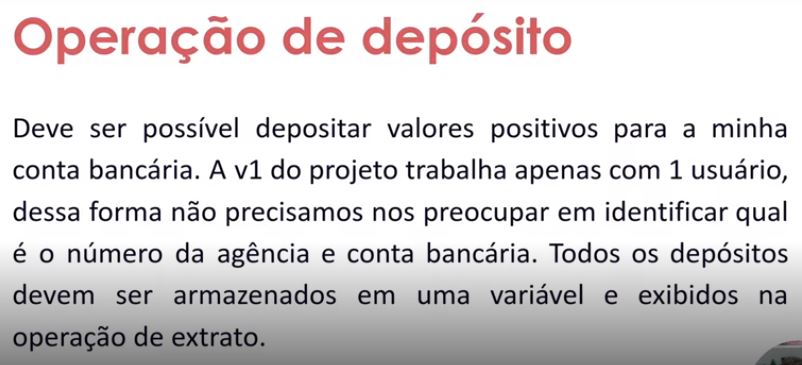 Operação de depósito
Deve ser possível depositar valores positivos para a minha
conta bancária. A v1 do projeto trabalha apenas com 1 usuário,
dessa forma não precisamos nos preocupar em identificar qual
é o número da agência e conta bancária. Todos os depósitos
devem ser armazenados em uma variável e exibidos na
operação de extrato.